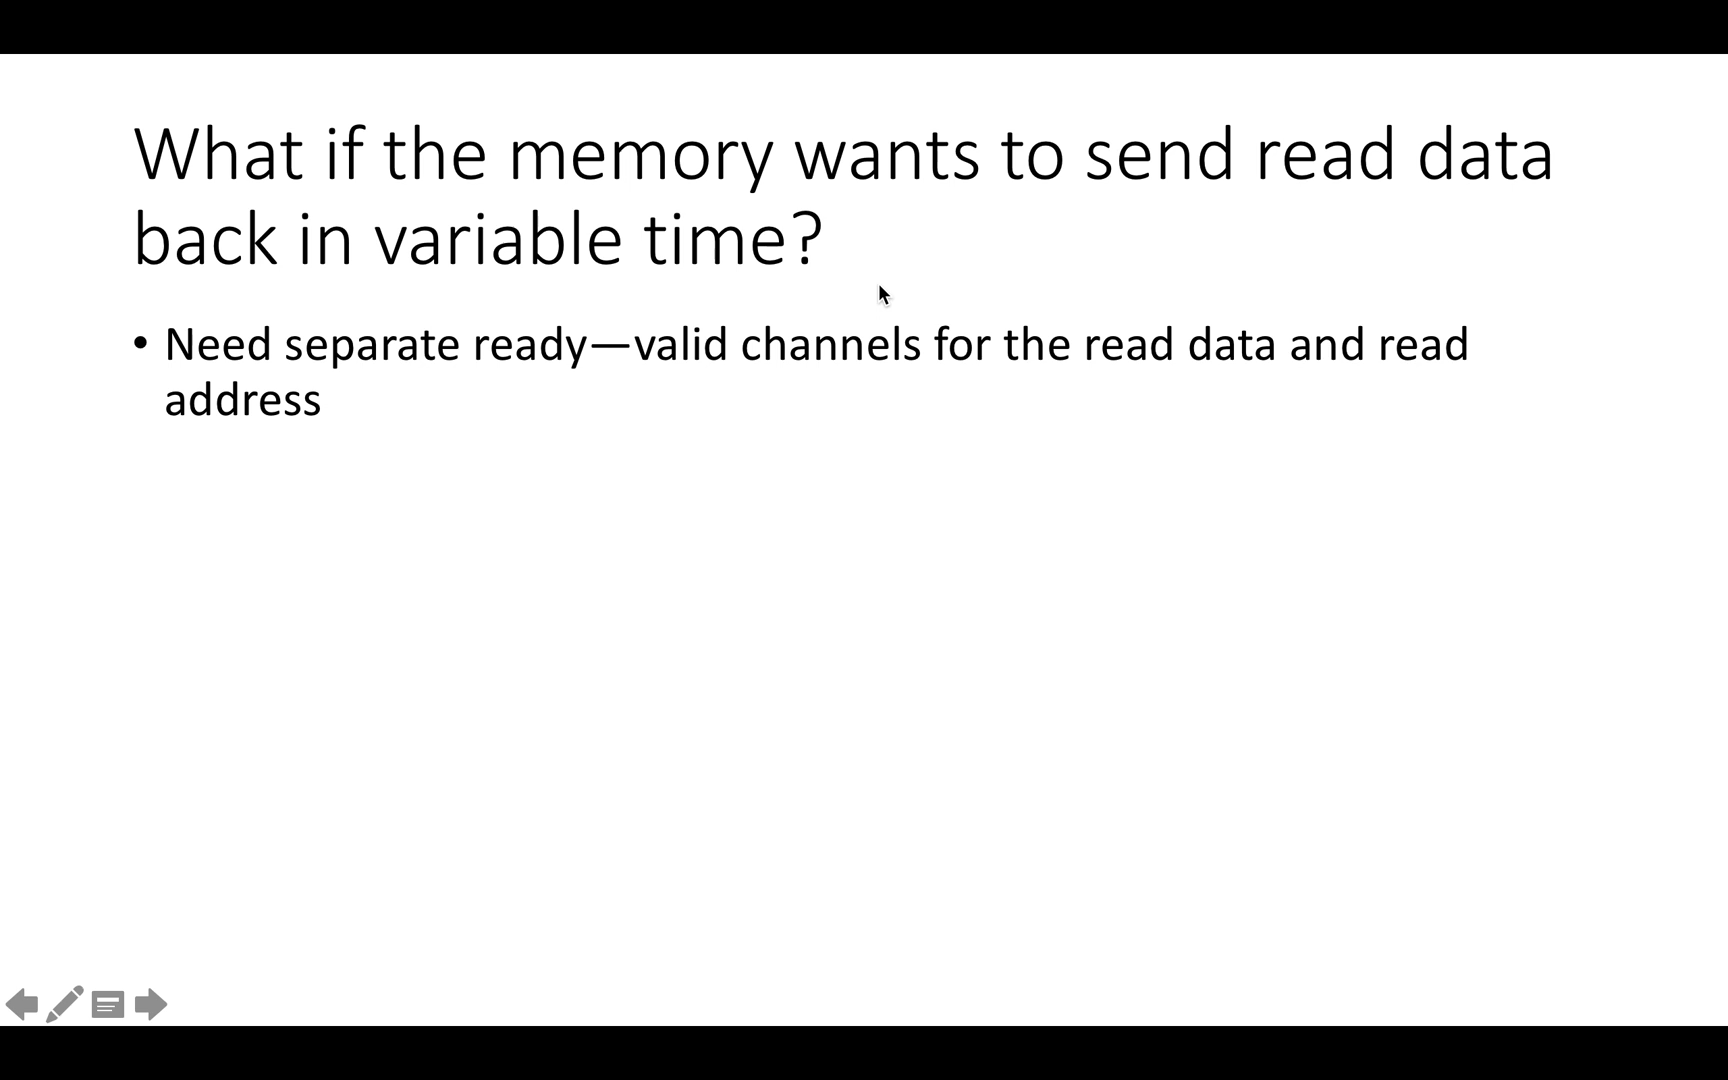 What if the memory wants to send read data
back in variable time?
• Need separate ready—valid channels for the read data and read
address